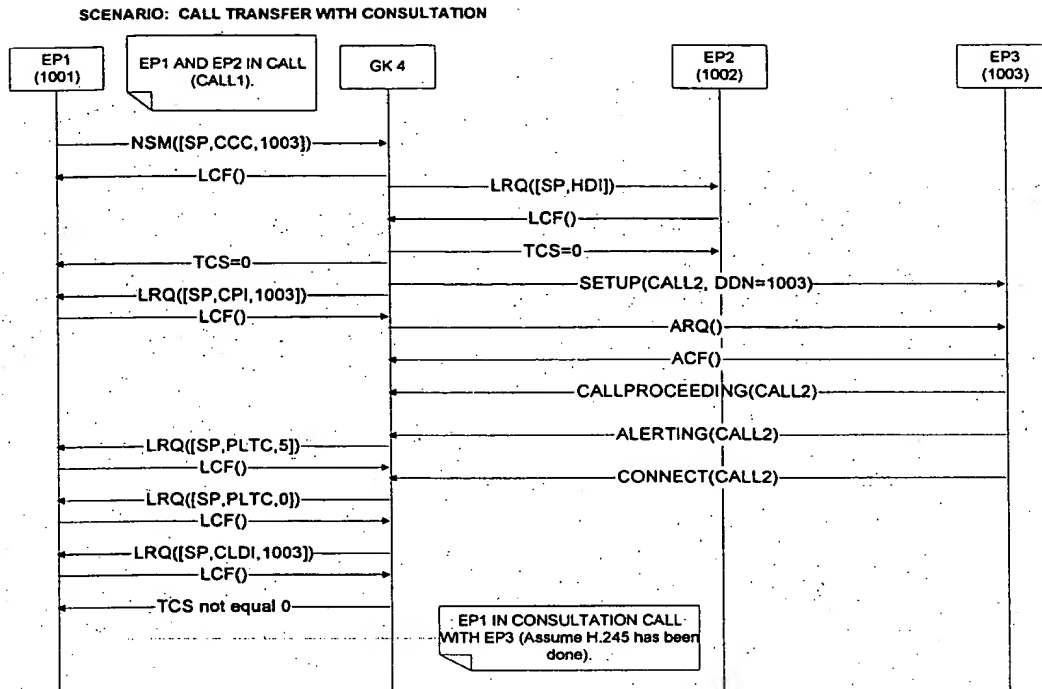 SCENARIO: CALL TRANSFER WITH CONSULTATION
EP1
(1001)
EP1 AND EP2 IN CALL
(CALL1).
GK 4
EP2
(1002)
EP3
(1003)
NSM([SP,CCC,1003])
LCF()
LRQ([SP,HDI])
LCF()
TCS=0
TCS=0
SETUP(CALL2, DDN=1003)
LRQ([SP,CPI,1003])
LCF()
ARQ()
ACF()
CALLPROCEEDING(CALL2)
ALERTING(CALL2)
LRQ([SP,PLTC,5])
LCF()
CONNECT(CALL2)
LRQ([SP,PLTC,0])
LCF()
LRQ([SP,CLDI,1003])
LCF()
TCS not equal 0
EP1 IN CONSULTATION CALL
WITH EP3 (Assume H.245 has been
done).